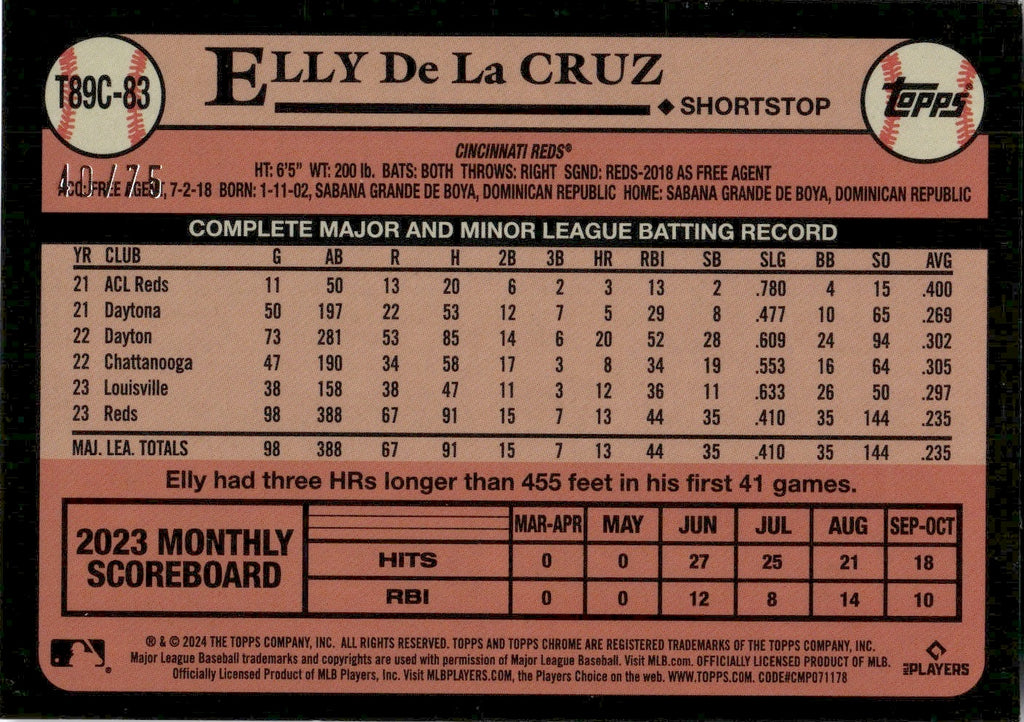 T89C-83
ELLY De La CRUZ
◆ SHORTSTOP
TOPPS
CINCINNATI REDS®
HT: 6'5" WT: 200 lb. BATS: BOTH THROWS: RIGHT SGND: REDS-2018 AS FREE AGENT
40/75
ACQ: FREE AGENT, 7-2-18 BORN: 1-11-02, SABANA GRANDE DE BOYA, DOMINICAN REPUBLIC HOME: SABANA GRANDE DE BOYA, DOMINICAN REPUBLIC
COMPLETE MAJOR AND MINOR LEAGUE BATTING RECORD
YR CLUB G AB R H 2B 3B HR RBI SB SLG BB SO AVG
21 ACL Reds 11 50 13 20 6 2 3 13 2 .780 4 15 .400
21 Daytona 50 197 22 53 12 7 5 29 8 .477 10 65 .269
22 Dayton 73 281 53 85 14 6 20 52 28 .609 24 94 .302
22 Chattanooga 47 190 34 58 17 3 8 34 19 .553 16 64 .305
23 Louisville 38 158 38 47 11 3 12 36 11 .633 26 50 .297
23 Reds 98 388 67 91 15 7 13 44 35 .410 35 144 .235
MAJ. LEA. TOTALS 98 388 67 91 15 7 13 44 35 .410 35 144 .235
Elly had three HRs longer than 455 feet in his first 41 games.
2023 MONTHLY
SCOREBOARD
MAR-APR MAY JUN JUL AUG SEP-OCT
HITS 0 0 27 25 21 18
RBI 0 0 12 8 14 10
® & © 2024 THE TOPPS COMPANY, INC. ALL RIGHTS RESERVED. TOPPS AND TOPPS CHROME ARE REGISTERED TRADEMARKS OF THE TOPPS COMPANY, INC.
Major League Baseball trademarks and copyrights are used with permission of Major League Baseball. Visit MLB.com. OFFICIALLY LICENSED PRODUCT OF MLB.
Officially Licensed Product of MLB Players, Inc. Visit MLBPLAYERS.COM, the Players Choice on the web. WWW.TOPPS.COM. CODE#CMP071178
MLB PLAYERS